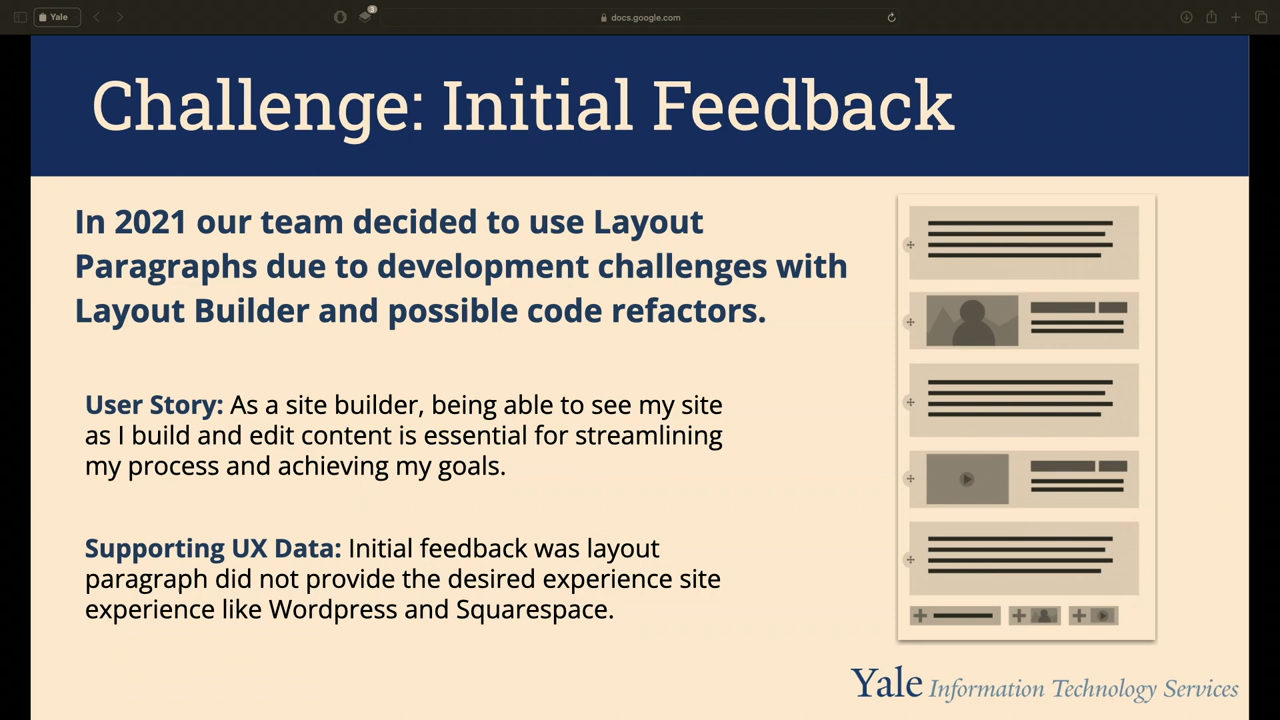 Yale
3
docs.google.com
Challenge: Initial Feedback
In 2021 our team decided to use Layout
Paragraphs due to development challenges with
Layout Builder and possible code refactors.
User Story: As a site builder, being able to see my site
as I build and edit content is essential for streamlining
my process and achieving my goals.
Supporting UX Data: Initial feedback was layout
paragraph did not provide the desired experience site
experience like Wordpress and Squarespace.
Yale Information Technology Services